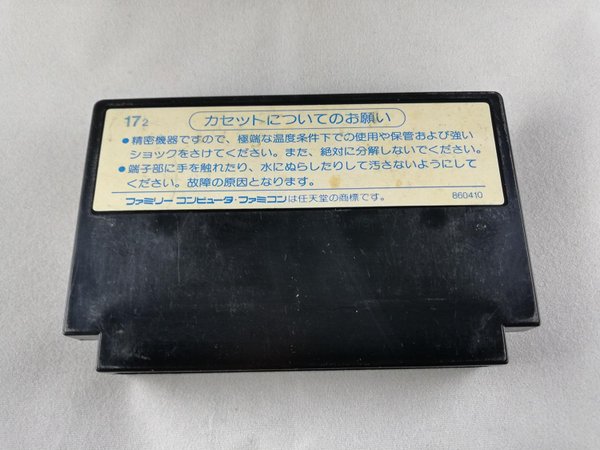 17₂
カセットについてのお願い
●精密機器ですので、極端な温度条件下での使用や保管および強い
ショックをさけてください。また、絶対に分解しないでください。
●端子部に手を触れたり、水にぬらしたりして汚さないようにして
ください。故障の原因となります。
ファミリー コンピュータ・ファミコンは任天堂の商標です。 860410